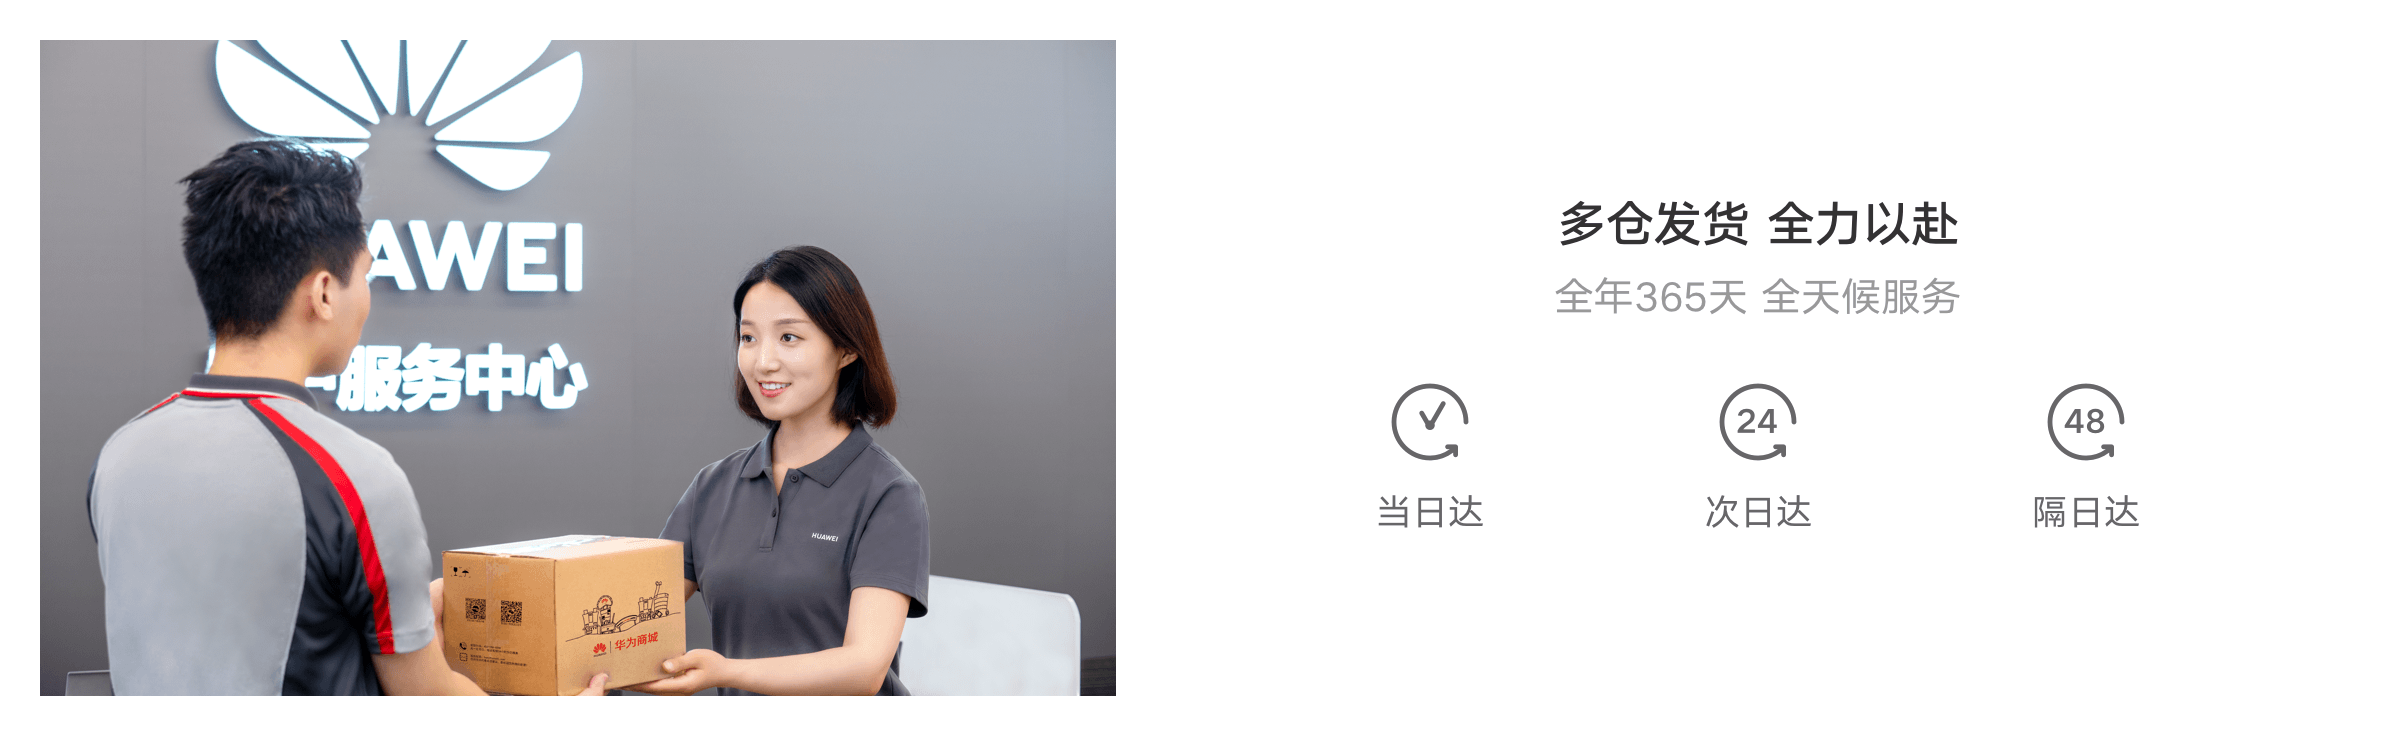 AWEI
服务中心
HUAWEI
华为商城
多仓发货 全力以赴
全年365天 全天候服务
24
48
当日达
次日达
隔日达